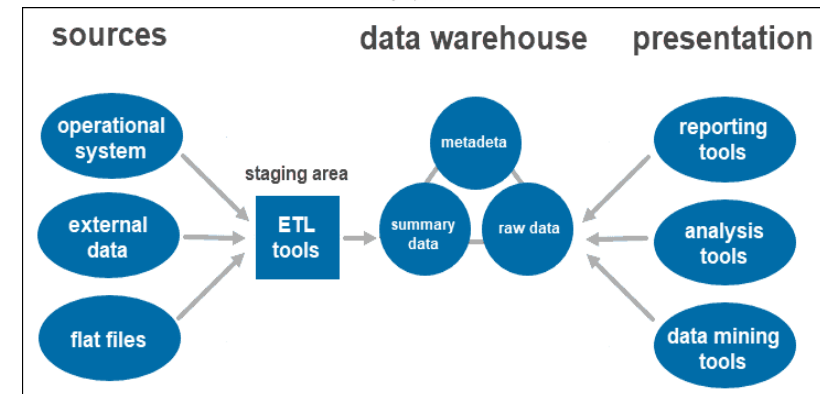 sources
data warehouse
presentation
operational
system
external
data
flat files
staging area
ETL
tools
metadeta
summary
data
raw data
reporting
tools
analysis
tools
data mining
tools